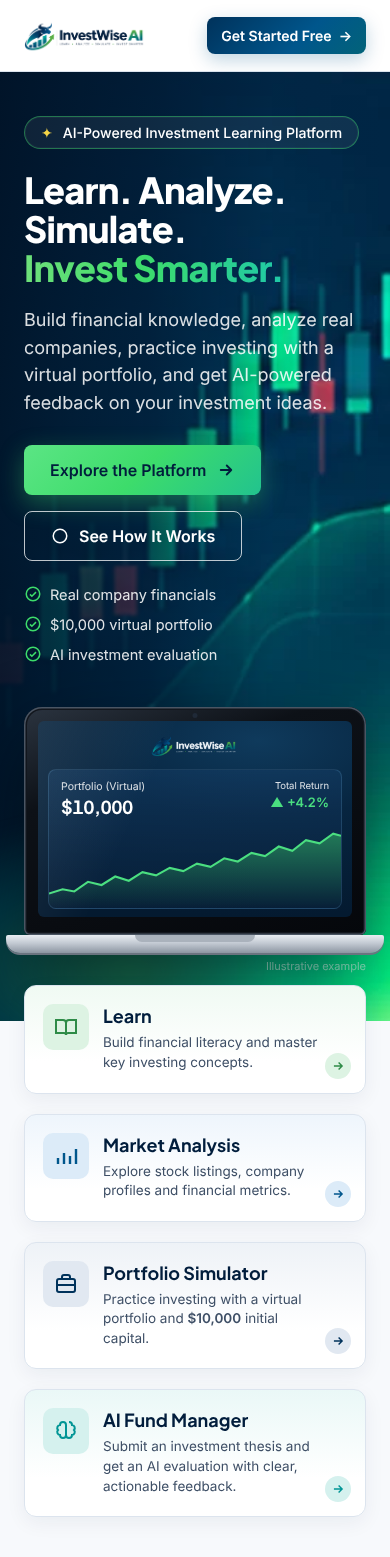 InvestWise AI
Get Started Free →
✦ AI-Powered Investment Learning Platform
Learn. Analyze.
Simulate.
Invest Smarter.
Build financial knowledge, analyze real
companies, practice investing with a
virtual portfolio, and get AI-powered
feedback on your investment ideas.
Explore the Platform →
See How It Works
Real company financials
$10,000 virtual portfolio
AI investment evaluation
InvestWise AI
Portfolio (Virtual)
$10,000
Total Return
▲ +4.2%
Illustrative example
Learn
Build financial literacy and master
key investing concepts.
Market Analysis
Explore stock listings, company
profiles and financial metrics.
Portfolio Simulator
Practice investing with a virtual
portfolio and $10,000 initial
capital.
AI Fund Manager
Submit an investment thesis and
get an AI evaluation with clear,
actionable feedback.